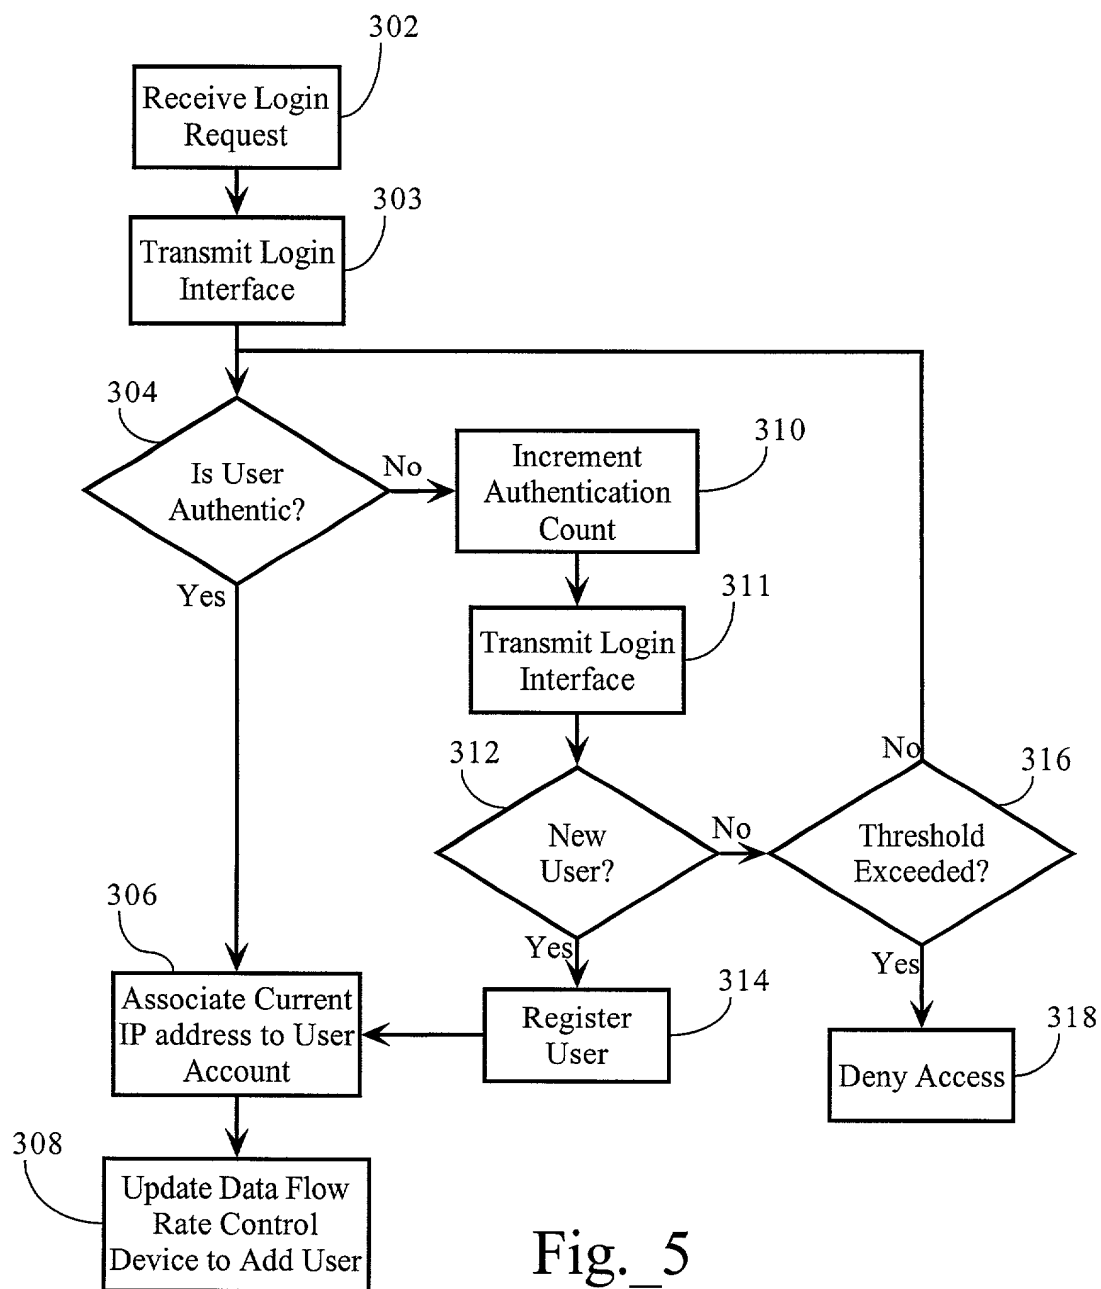 302
Receive Login
Request
303
Transmit Login
Interface
304
Is User
Authentic?
No
Yes
310
Increment
Authentication
Count
311
Transmit Login
Interface
312
New
User?
No
Yes
316
No
Threshold
Exceeded?
Yes
306
Associate Current
IP address to User
Account
314
Register
User
318
Deny Access
308
Update Data Flow
Rate Control
Device to Add User
Fig._5